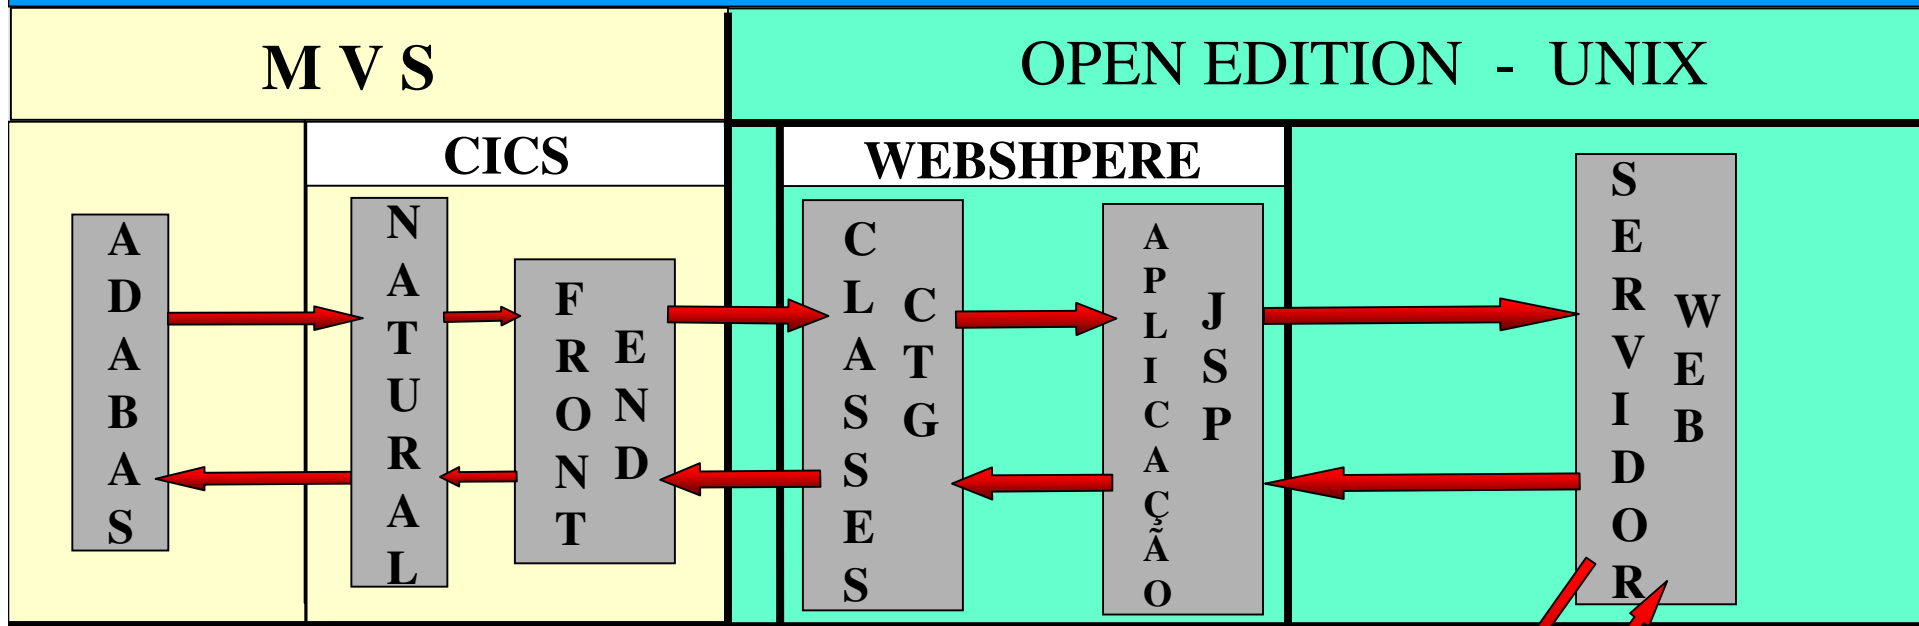 M V S
OPEN EDITION - UNIX
CICS
WEBSHPERE
ADABAS
NATURAL
FRONT
END
CLASSES
CTG
APLICAÇÃO
JSP
SERVIDOR
WEB